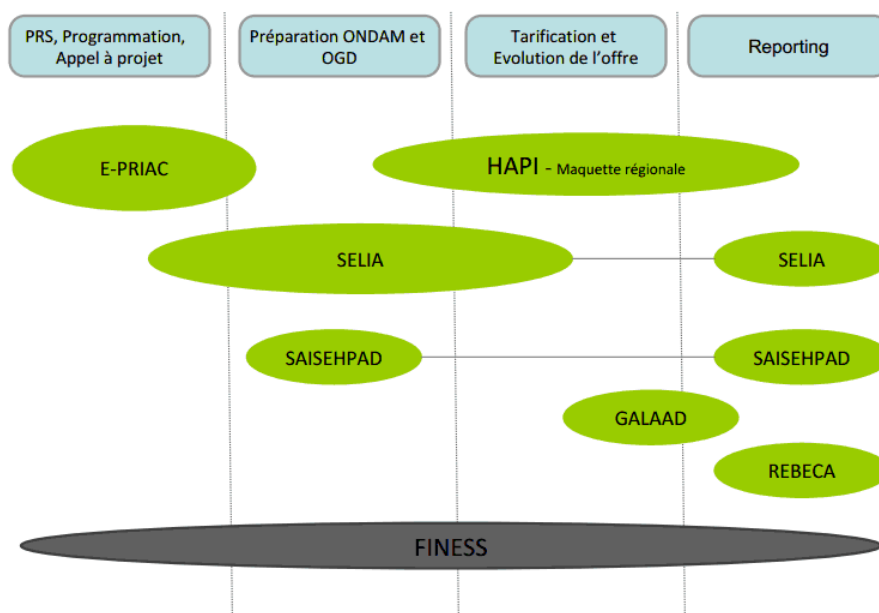 PRS, Programmation,
Appel à projet
Préparation ONDAM et
OGD
Tarification et
Evolution de l'offre
Reporting
E-PRIAC
HAPI - Maquette régionale
SELIA
SELIA
SAISEHPAD
SAISEHPAD
GALAAD
REBECA
FINESS